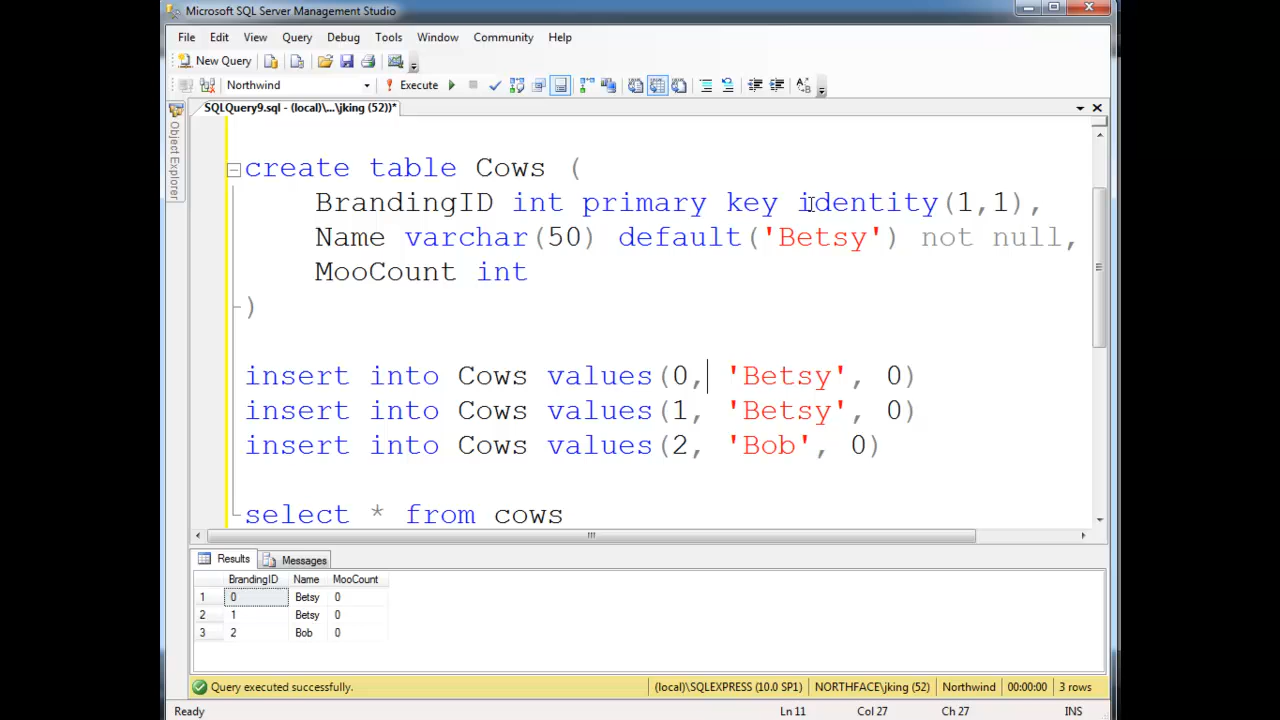 Microsoft SQL Server Management Studio
File Edit View Query Debug Tools Window Community Help
New Query
Northwind Execute
SQLQuery9.sql - (local)\...\jking (52))*
Object Explorer
create table Cows (
BrandingID int primary key identity(1,1),
Name varchar(50) default('Betsy') not null,
MooCount int
)
insert into Cows values(0, 'Betsy', 0)
insert into Cows values(1, 'Betsy', 0)
insert into Cows values(2, 'Bob', 0)
select * from cows
Results Messages
BrandingID Name MooCount
1 0 Betsy 0
2 1 Betsy 0
3 2 Bob 0
Query executed successfully. (local)\SQLEXPRESS (10.0 SP1) NORTHFACE\jking (52) Northwind 00:00:00 3 rows
Ready Ln 11 Col 27 Ch 27 INS